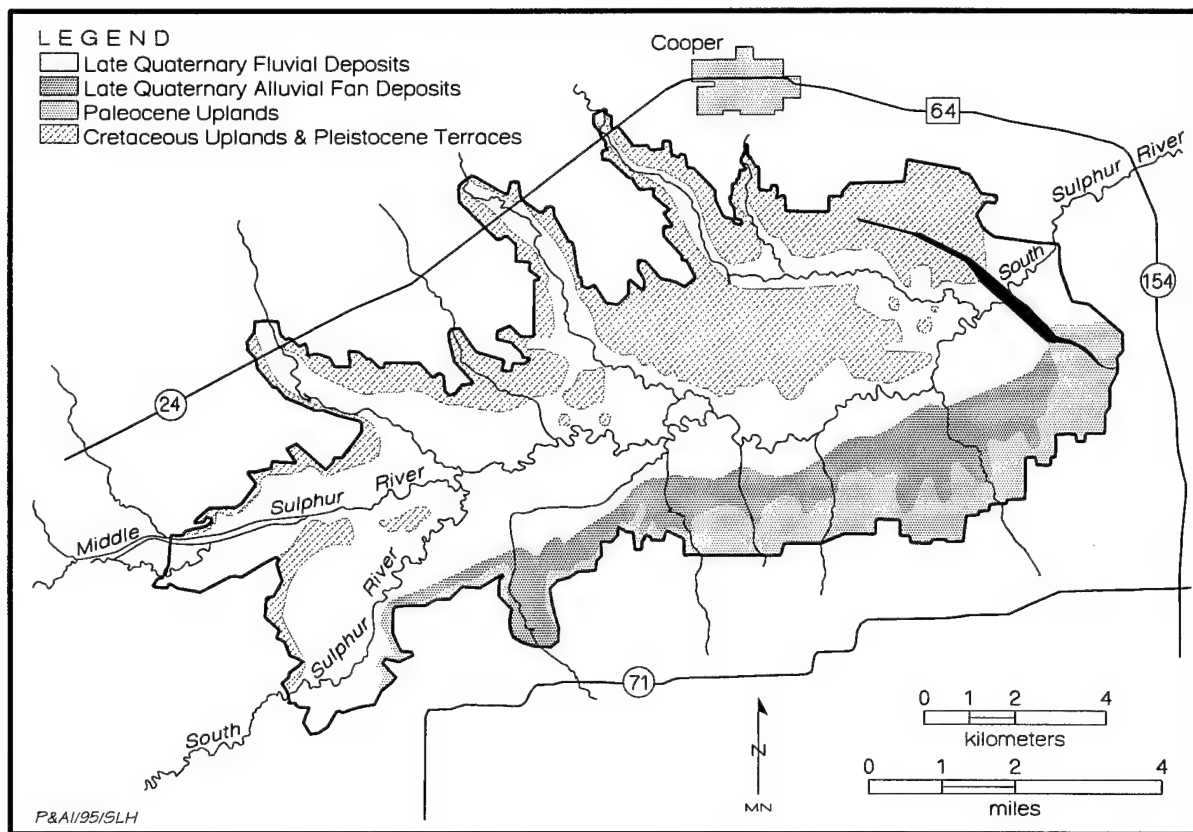 LEGEND
Late Quaternary Fluvial Deposits
Late Quaternary Alluvial Fan Deposits
Paleocene Uplands
Cretaceous Uplands & Pleistocene Terraces
Cooper
64
Sulphur River
South
154
24
Middle Sulphur River
South Sulphur River
71
N
MN
0 1 2 4
kilometers
0 1 2 4
miles
P&AI/95/SLH